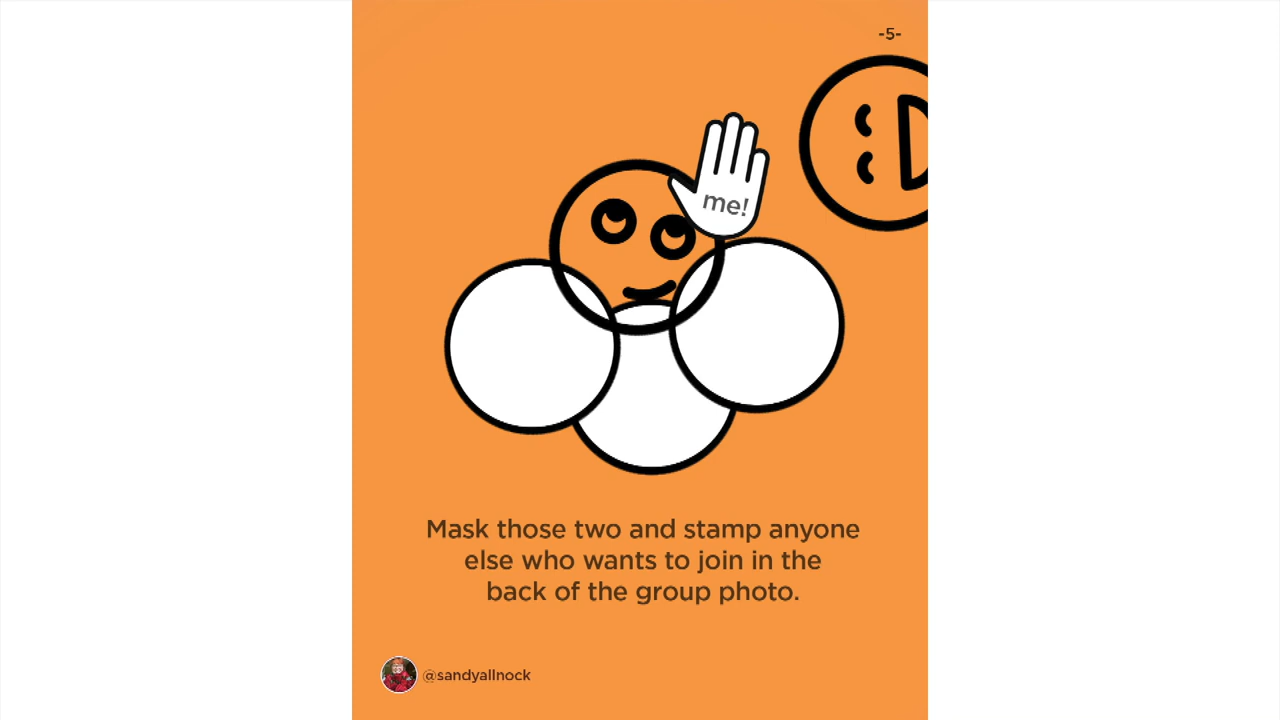 -5-
me!
Mask those two and stamp anyone
else who wants to join in the
back of the group photo.
@sandyallnock